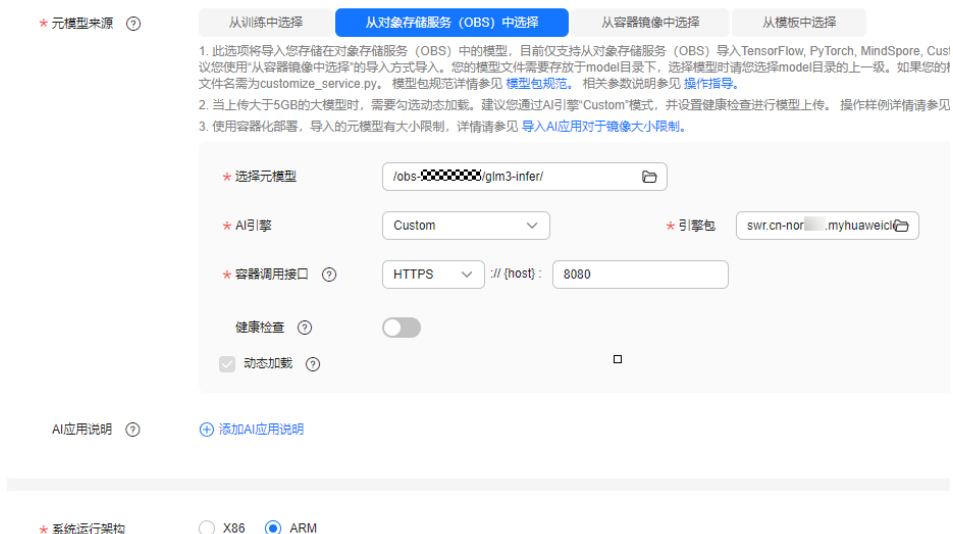 * 元模型来源 ?
从训练中选择 从对象存储服务（OBS）中选择 从容器镜像中选择 从模板中选择
1. 此选项将导入您存储在对象存储服务（OBS）中的模型，目前仅支持从对象存储服务（OBS）导入TensorFlow, PyTorch, MindSpore,
议您使用“从容器镜像中选择”的导入方式导入。您的模型文件需要存放于model目录下，选择模型时请您选择model目录的上一级。如果您的
文件名需为customize_service.py。 模型包规范详情参见 模型包规范。 相关参数说明参见 操作指导。
2. 当上传大于5GB的大模型时，需要勾选动态加载。建议您通过AI引擎“Custom”模式，并设置健康检查进行模型上传。 操作样例详情请参见
3. 使用容器化部署，导入的元模型有大小限制，详情请参见 导入AI应用对于镜像大小限制。
* 选择元模型 /obs- /glm3-infer/
* AI引擎 Custom * 引擎包 swr.cn-nor .myhuaweicl
* 容器调用接口 ? HTTPS :// {host} : 8080
健康检查 ?
动态加载 ?
AI应用说明 ? 添加AI应用说明
* 系统运行架构 X86 ARM